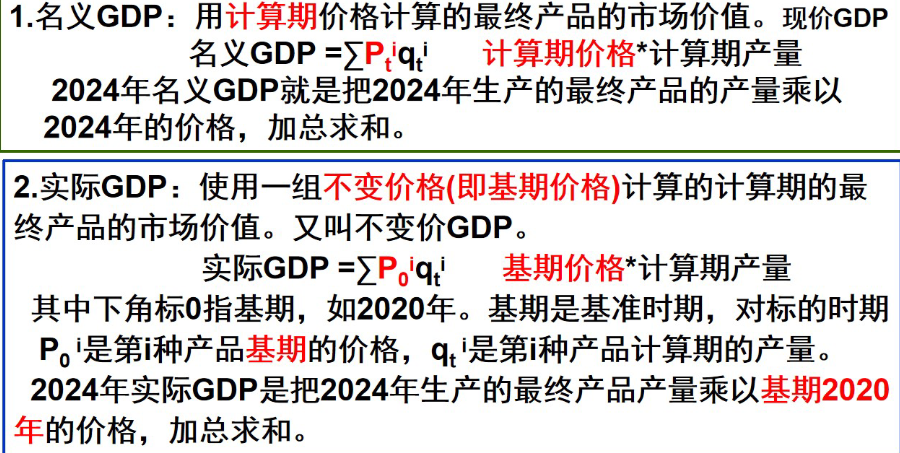 1.名义GDP：用计算期价格计算的最终产品的市场价值。现价GDP
名义GDP =∑Pₜⁱqₜⁱ 计算期价格*计算期产量
2024年名义GDP就是把2024年生产的最终产品的产量乘以
2024年的价格，加总求和。
2.实际GDP：使用一组不变价格(即基期价格)计算的计算期的最
终产品的市场价值。又叫不变价GDP。
实际GDP =∑P₀ⁱqₜⁱ 基期价格*计算期产量
其中下角标0指基期，如2020年。基期是基准时期，对标的时期
P₀ ⁱ是第i种产品基期的价格，qₜ ⁱ是第i种产品计算期的产量。
2024年实际GDP是把2024年生产的最终产品产量乘以基期2020
年的价格，加总求和。